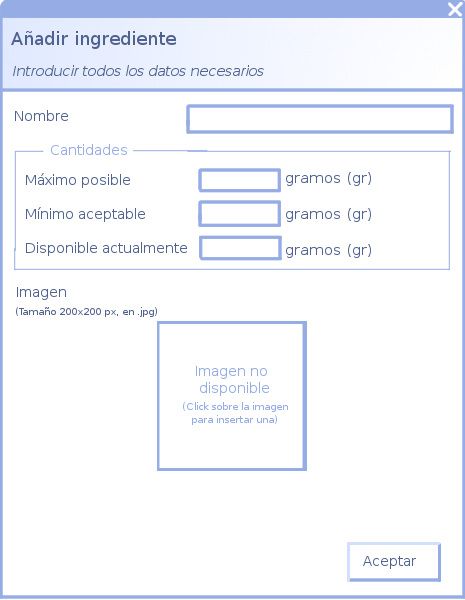 Añadir ingrediente
Introducir todos los datos necesarios
Nombre
Cantidades
Máximo posible gramos (gr)
Mínimo aceptable gramos (gr)
Disponible actualmente gramos (gr)
Imagen
(Tamaño 200x200 px, en .jpg)
Imagen no
disponible
(Click sobre la imagen
para insertar una)
Aceptar